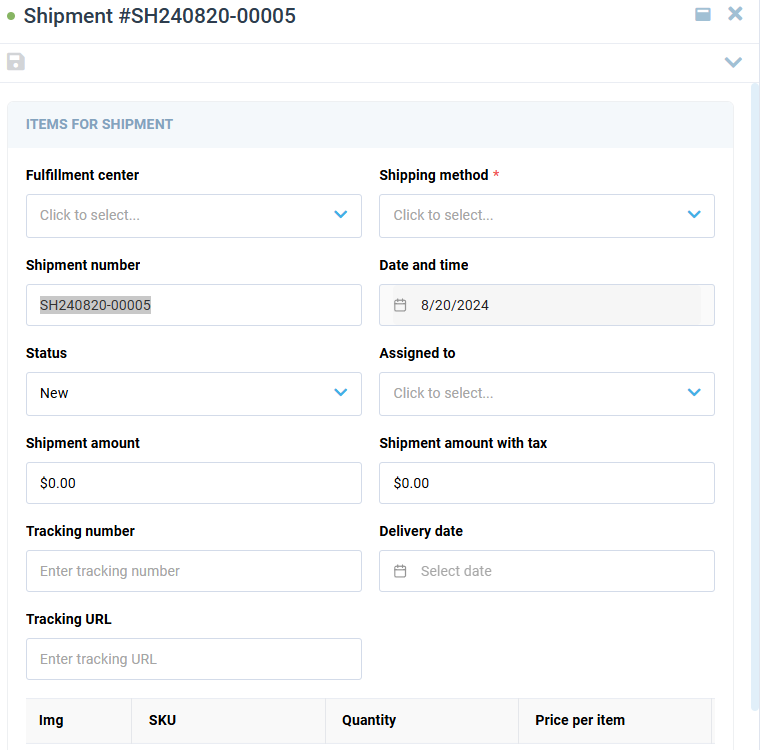 Shipment #SH240820-00005
ITEMS FOR SHIPMENT
Fulfillment center
Shipping method *
Click to select...
Click to select...
Shipment number
Date and time
SH240820-00005
8/20/2024
Status
Assigned to
New
Click to select...
Shipment amount
Shipment amount with tax
$0.00
$0.00
Tracking number
Delivery date
Enter tracking number
Select date
Tracking URL
Enter tracking URL
Img SKU Quantity Price per item